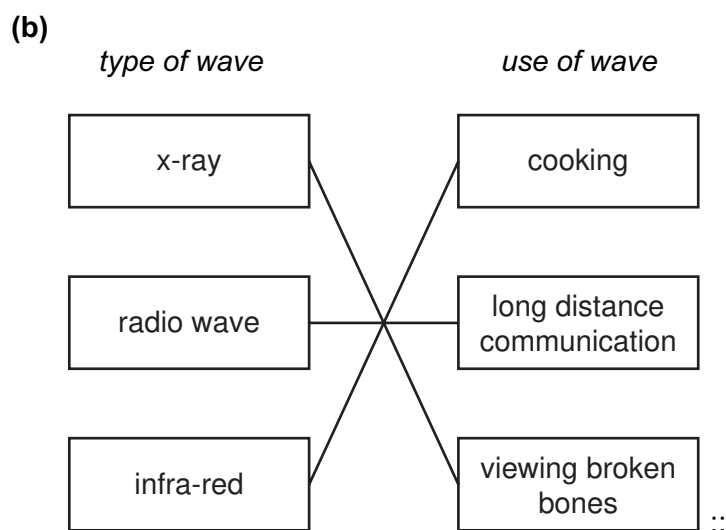 (b)
type of wave use of wave
x-ray cooking
radio wave long distance
communication
infra-red viewing broken
bones ..